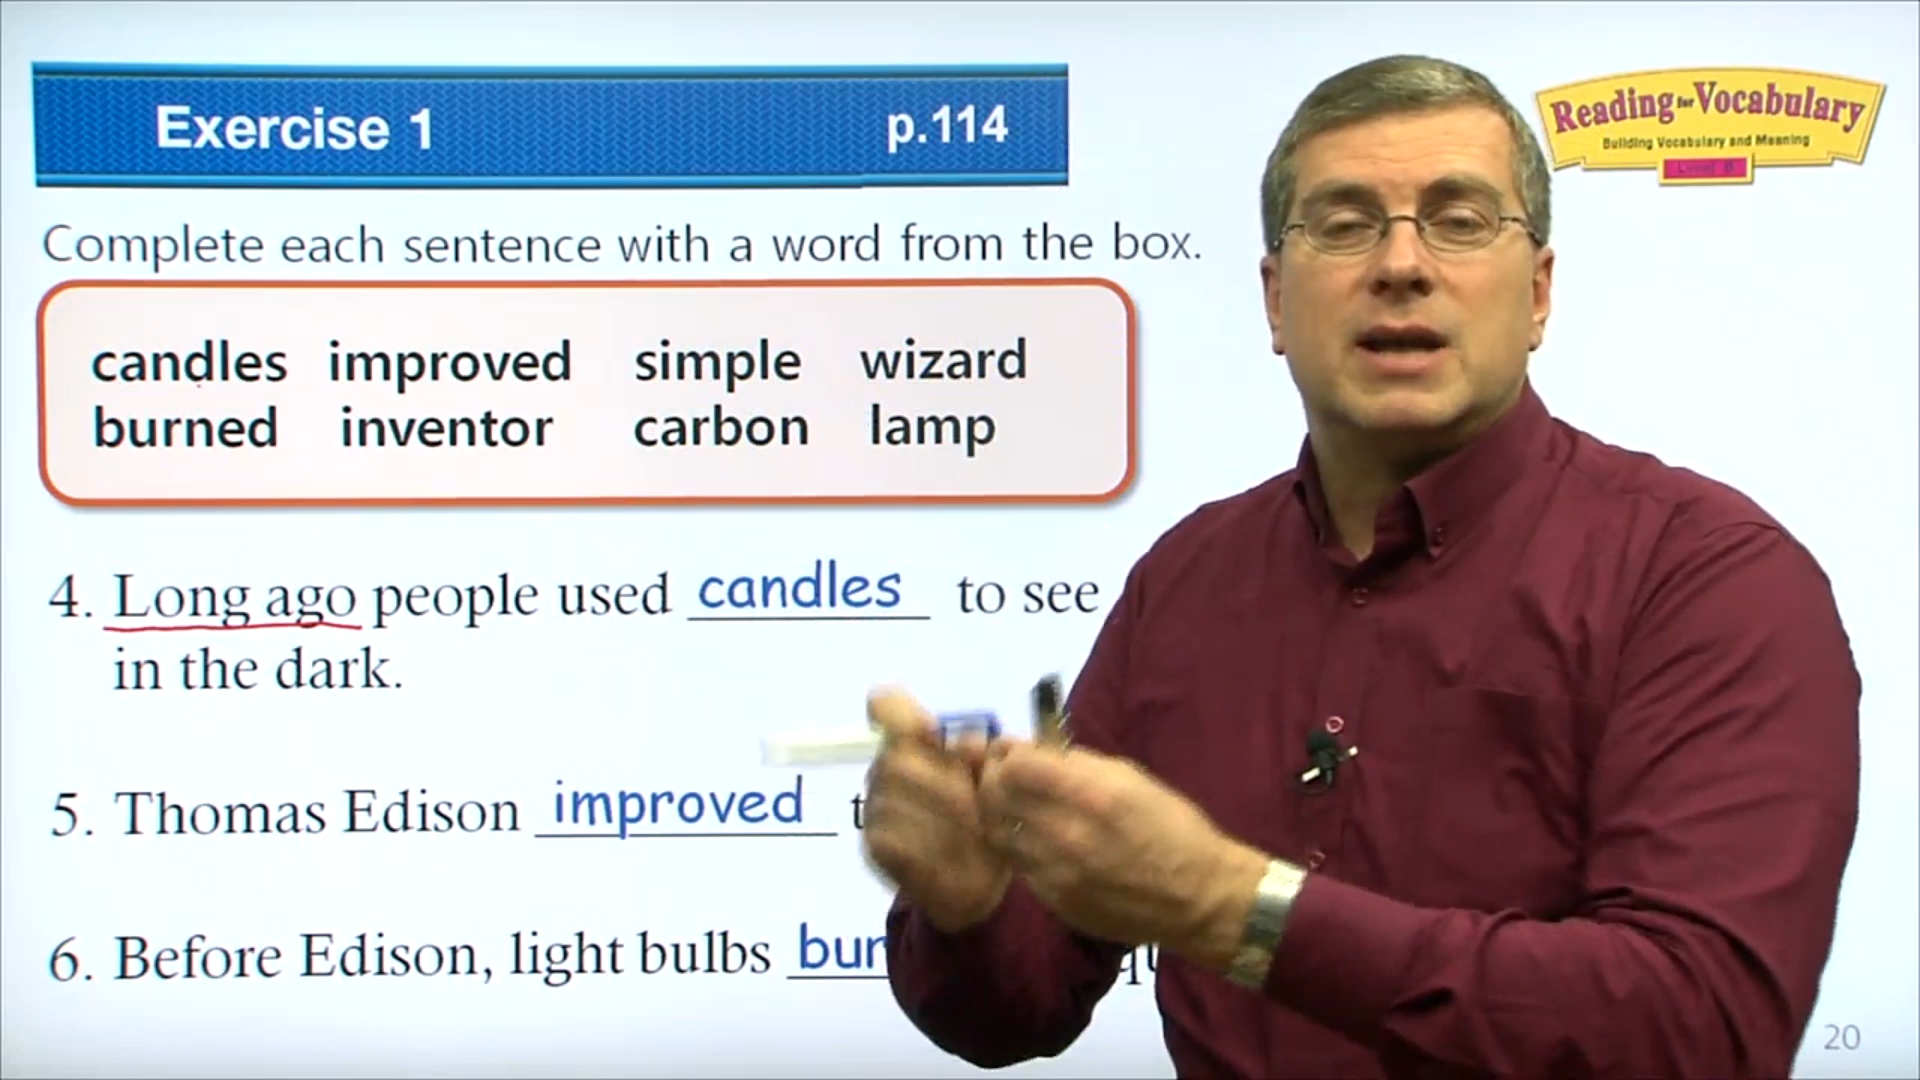 Exercise 1 p.114
Reading for Vocabulary
Building Vocabulary and Meaning
Level B
Complete each sentence with a word from the box.
candles improved simple wizard
burned inventor carbon lamp
4. Long ago people used candles to see
in the dark.
5. Thomas Edison improved
6. Before Edison, light bulbs
20